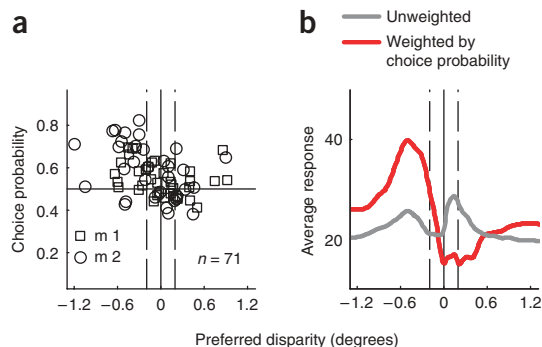 a
Choice probability
0.8
0.6
0.4
0.2
m 1
m 2
n = 71
−1.2 −0.6 0 0.6 1.2
b
Unweighted
Weighted by
choice probability
Average response
40
20
−1.2 −0.6 0 0.6 1.2
Preferred disparity (degrees)